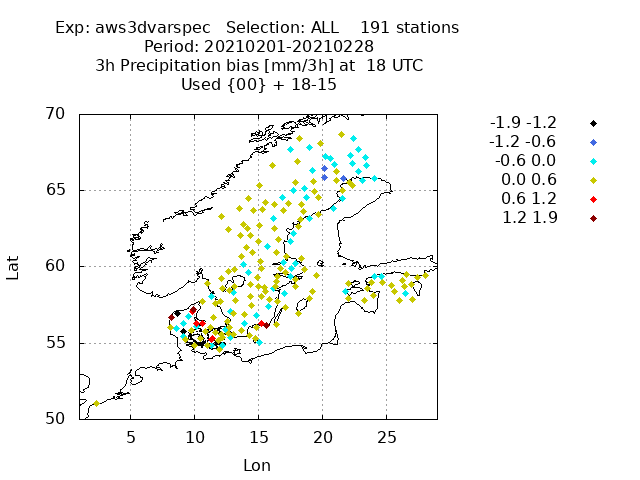 Exp: aws3dvarspec   Selection: ALL    191 stations
Period: 20210201-20210228
3h Precipitation bias [mm/3h] at  18 UTC
Used {00} + 18-15
-1.9 -1.2
-1.2 -0.6
-0.6 0.0
0.0 0.6
0.6 1.2
1.2 1.9
70
65
60
55
50
Lat
5 10 15 20 25
Lon